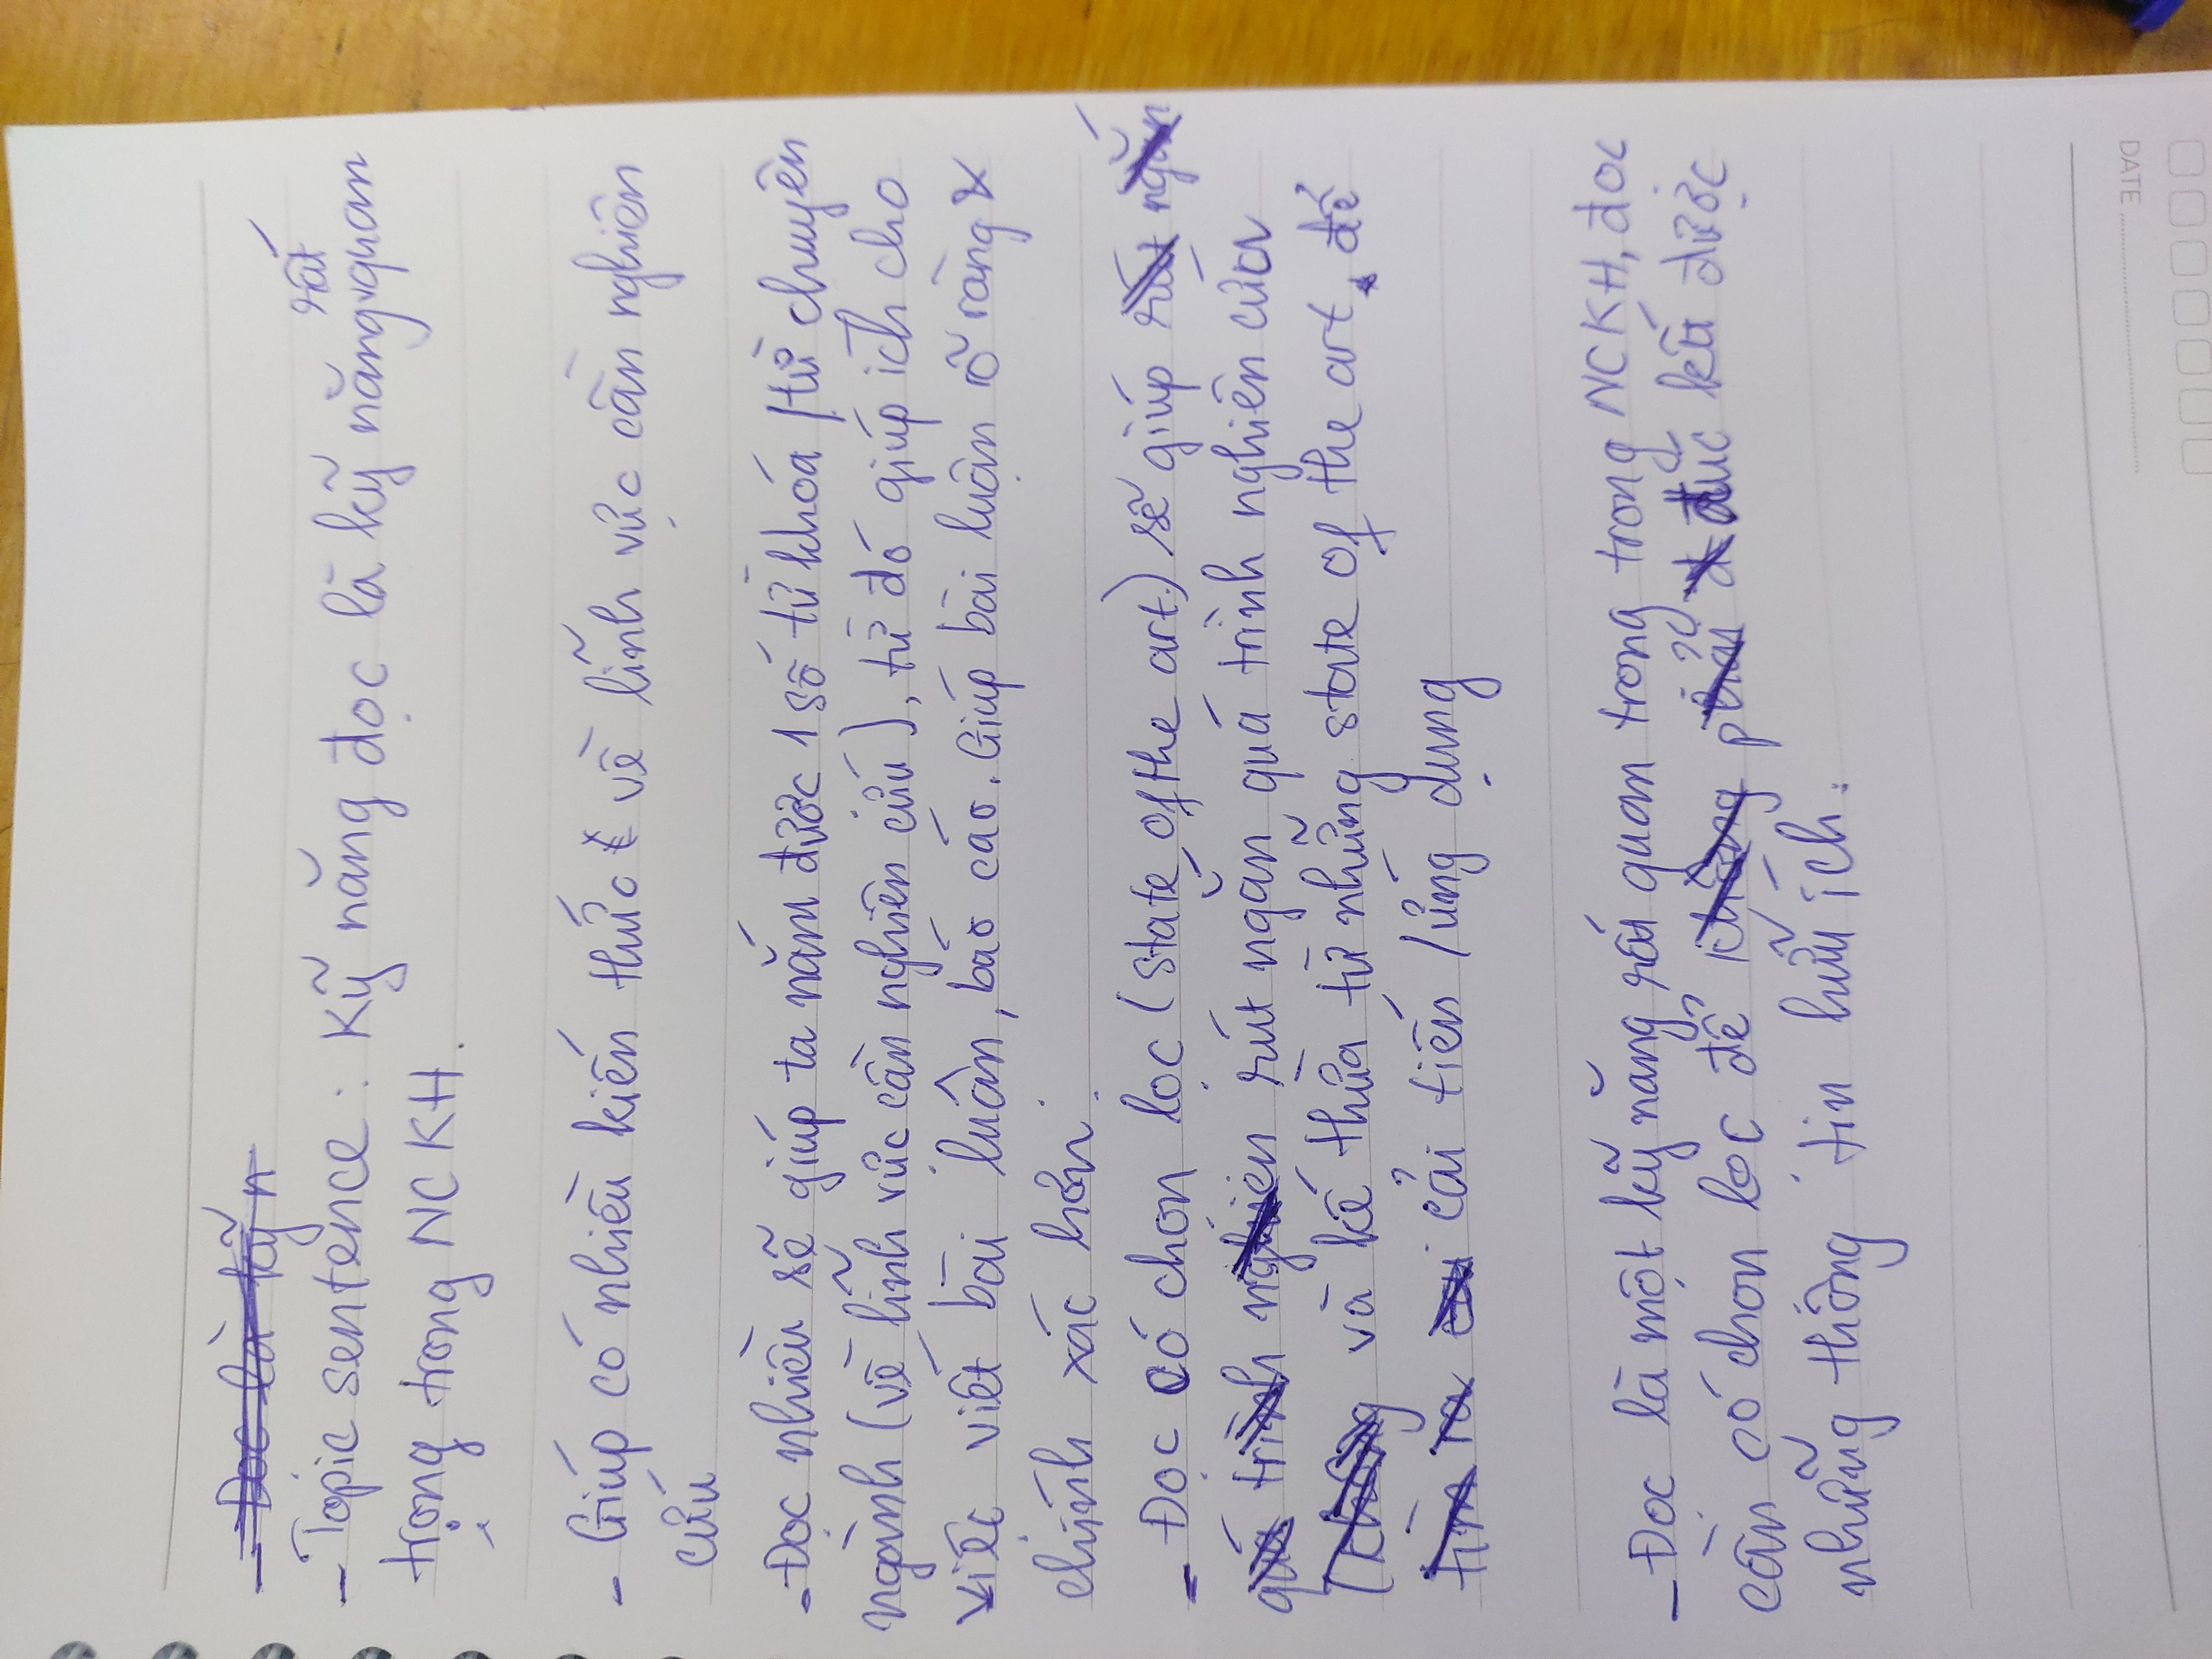 - Đọc là kỹ n
- Topic sentence : Kỹ năng đọc là kỹ năng rất quan
trọng trong NCKH.
- Giúp có nhiều kiến thức về lĩnh vực cần nghiên
cứu
- Đọc nhiều sẽ giúp ta nắm được 1 số từ khóa / từ chuyên
ngành (về lĩnh vực cần nghiên cứu), từ đó giúp ích cho
việc viết bài luận, báo cáo. Giúp bài luận rõ ràng &
chính xác hơn.
- Đọc có chọn lọc (state of the art) sẽ giúp rút ngắn
quá trình nghiên rút ngắn quá trình nghiên cứu
(không và kế thừa từ những state of the art, để
tìm ra cải tiến / ứng dụng
- Đọc là một kỹ năng rất quan trọng trong NCKH, đọc
cần có chọn lọc để không phải đúc kết được
những thông tin hữu ích.
DATE